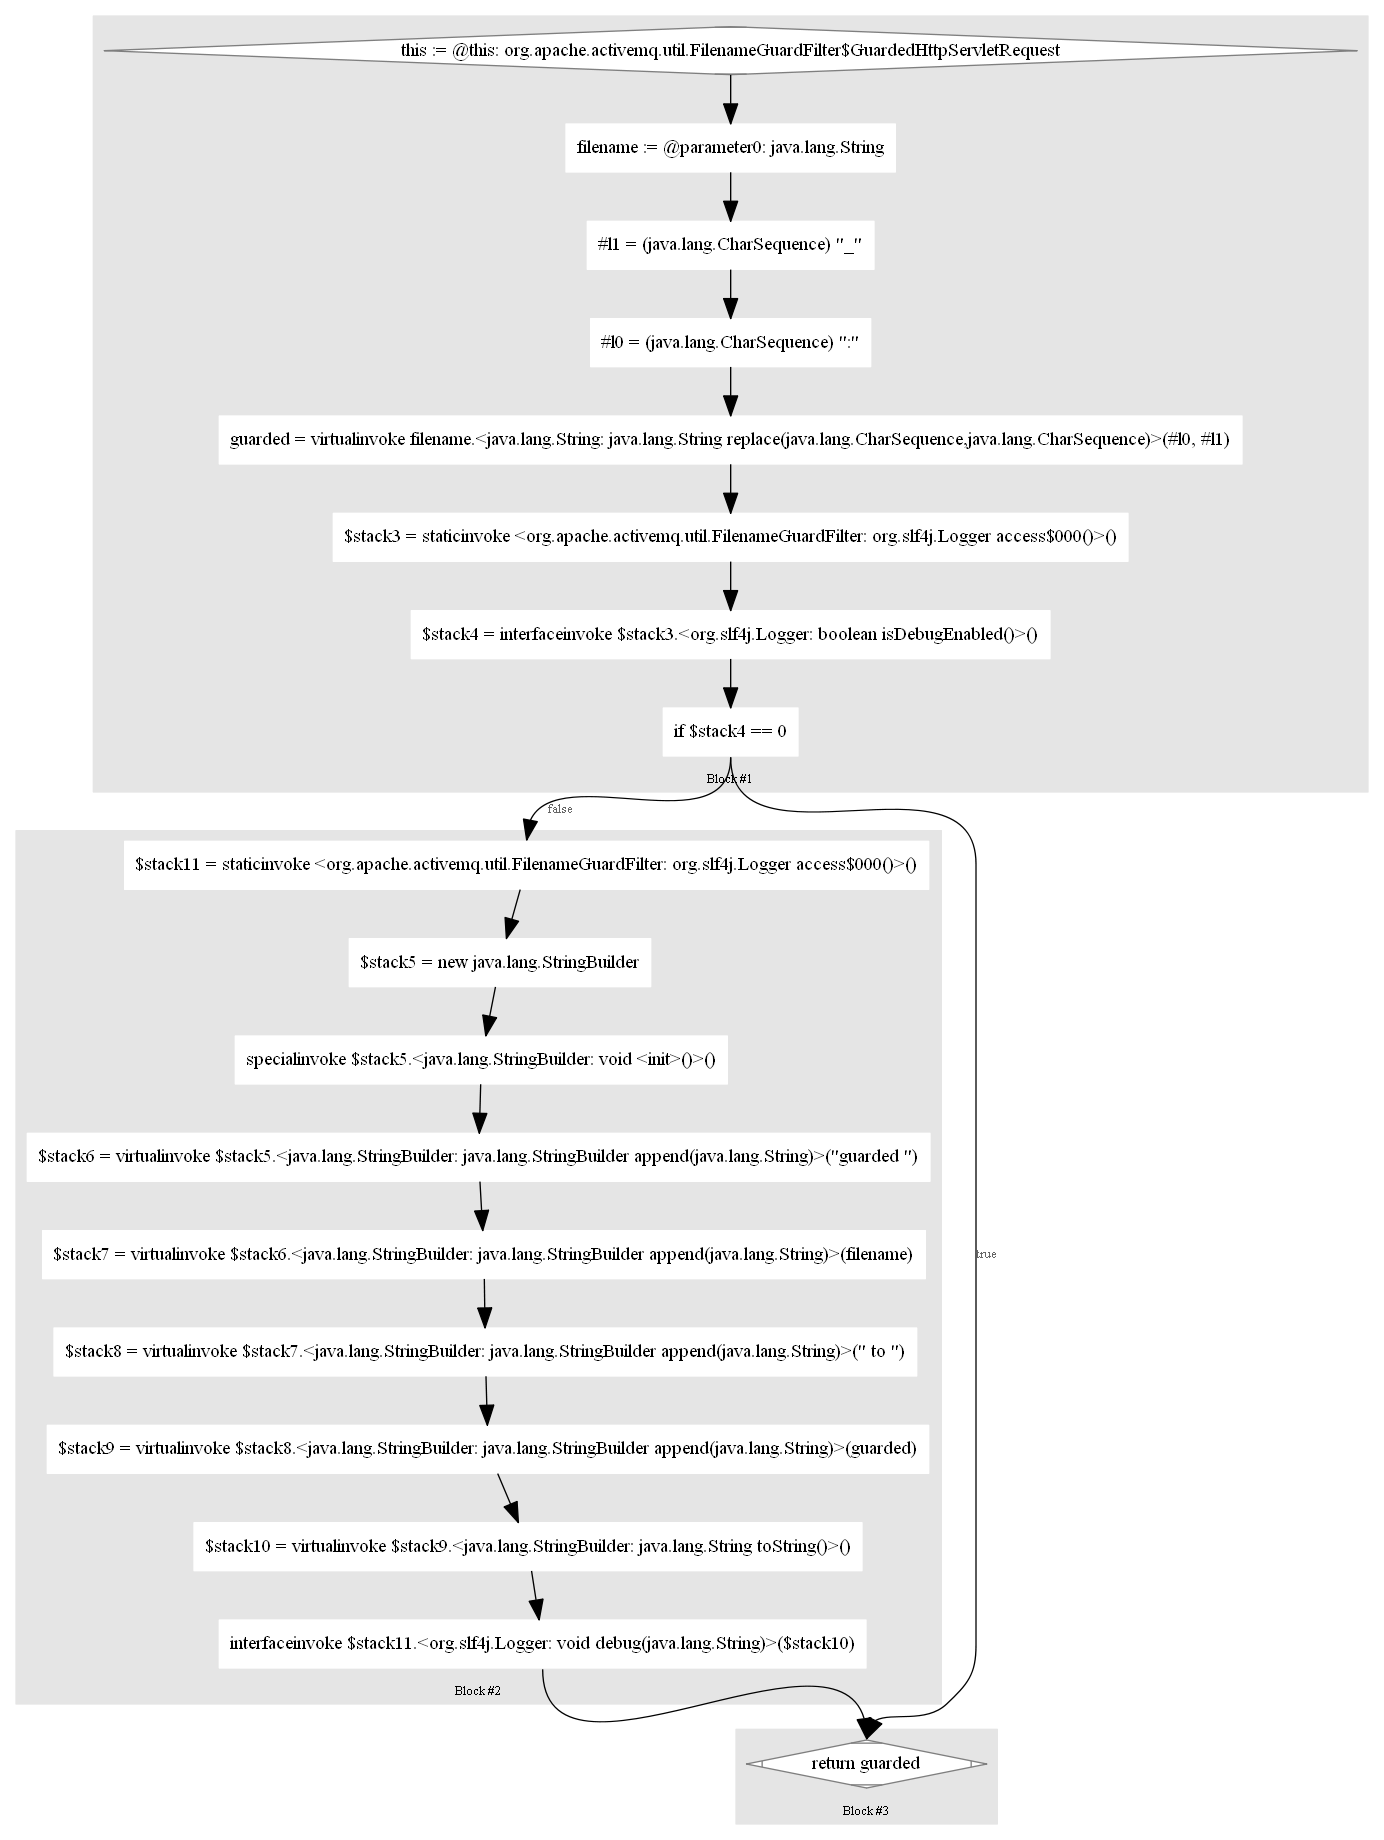 this := @this: org.apache.activemq.util.FilenameGuardFilter$GuardedHttpServletRequest
filename := @parameter0: java.lang.String
#l1 = (java.lang.CharSequence) "_"
#l0 = (java.lang.CharSequence) ":"
guarded = virtualinvoke filename.<java.lang.String: java.lang.String replace(java.lang.CharSequence,java.lang.CharSequence)>(#l0, #l1)
$stack3 = staticinvoke <org.apache.activemq.util.FilenameGuardFilter: org.slf4j.Logger access$000()>()
$stack4 = interfaceinvoke $stack3.<org.slf4j.Logger: boolean isDebugEnabled()>()
if $stack4 == 0
Block #1
false
$stack11 = staticinvoke <org.apache.activemq.util.FilenameGuardFilter: org.slf4j.Logger access$000()>()
$stack5 = new java.lang.StringBuilder
specialinvoke $stack5.<java.lang.StringBuilder: void <init>()>()
$stack6 = virtualinvoke $stack5.<java.lang.StringBuilder: java.lang.StringBuilder append(java.lang.String)>("guarded ")
$stack7 = virtualinvoke $stack6.<java.lang.StringBuilder: java.lang.StringBuilder append(java.lang.String)>(filename)
true
$stack8 = virtualinvoke $stack7.<java.lang.StringBuilder: java.lang.StringBuilder append(java.lang.String)>(" to ")
$stack9 = virtualinvoke $stack8.<java.lang.StringBuilder: java.lang.StringBuilder append(java.lang.String)>(guarded)
$stack10 = virtualinvoke $stack9.<java.lang.StringBuilder: java.lang.String toString()>()
interfaceinvoke $stack11.<org.slf4j.Logger: void debug(java.lang.String)>($stack10)
Block #2
return guarded
Block #3